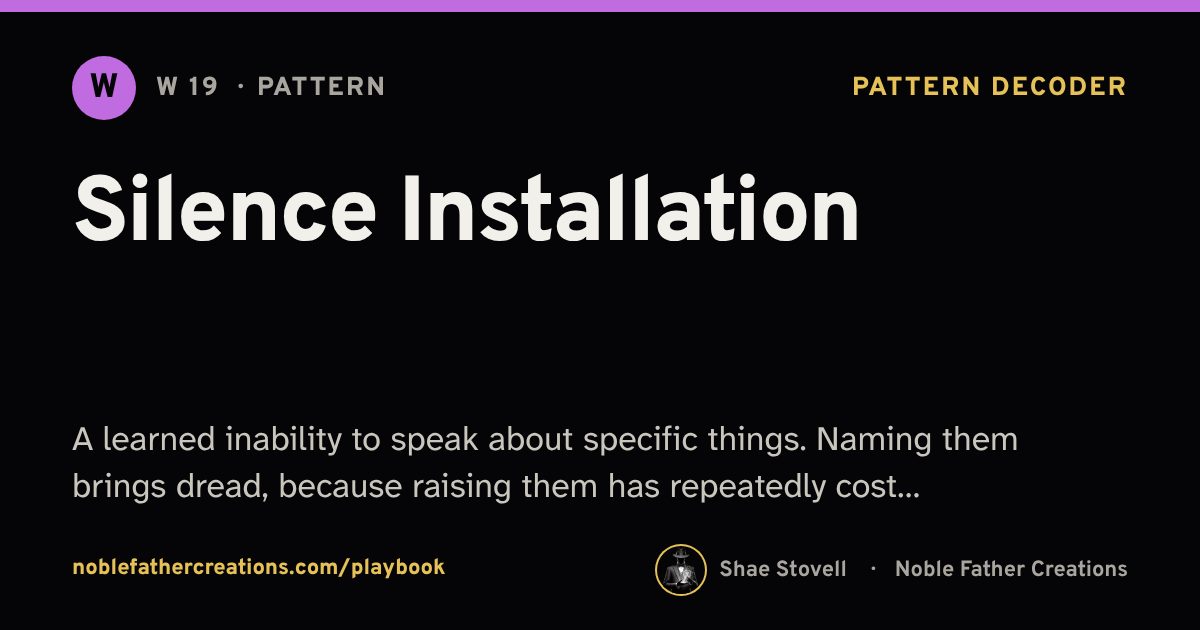 W
W 19 · PATTERN
PATTERN DECODER
Silence Installation
A learned inability to speak about specific things. Naming them
brings dread, because raising them has repeatedly cost...
noblefathercreations.com/playbook
Shae Stovell · Noble Father Creations